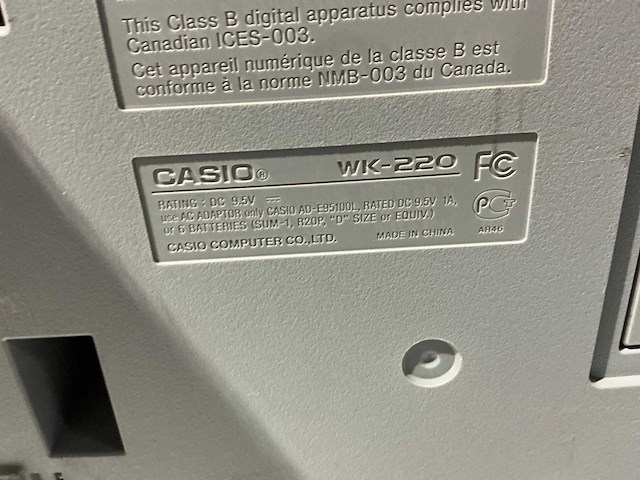 This Class B digital apparatus complies with
Canadian ICES-003.
Cet appareil numérique de la classe B est
conforme à la norme NMB-003 du Canada.
CASIO® WK-220 FC
RATING : DC 9.5V ⎓
use AC ADAPTOR only CASIO AD-E95100L, RATED DC 9.5V 1A,
or 6 BATTERIES (SUM-1, R20P, "D" SIZE or EQUIV.)
CASIO COMPUTER CO.,LTD. MADE IN CHINA AR46